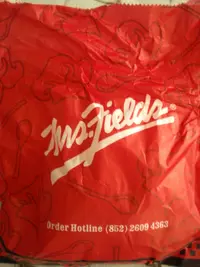 Mrs. Fields®
Order Hotline (852) 2609 4363